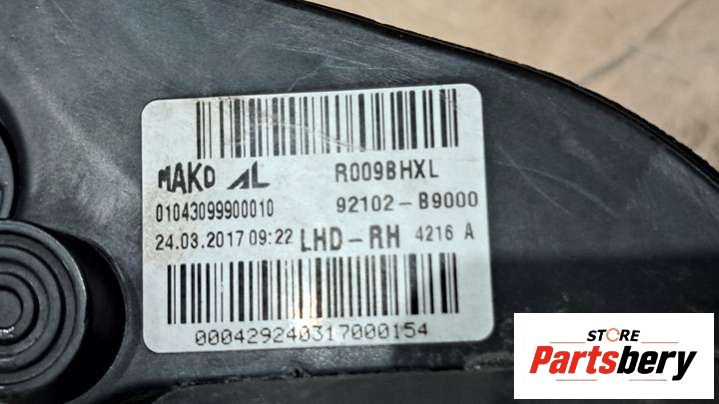 MAKO AL R009BHXL
01043099900010 92102-B9000
24.03.2017 09:22 LHD-RH 4216 A
000429240317000154
STORE
Partsbery